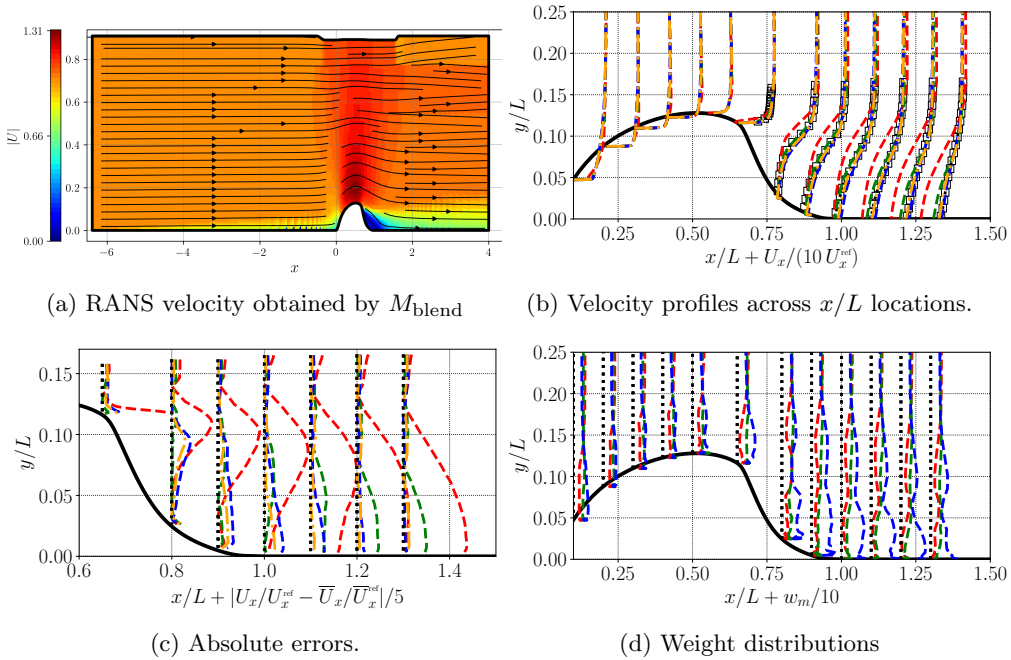 1.31
0.66
0.00
|U|
0.8
0.6
0.4
0.2
0.0
−6 −4 −2 0 2 4
x
(a) RANS velocity obtained by M_blend
0.25
0.20
0.15
0.10
0.05
0.00
y/L
0.25 0.50 0.75 1.00 1.25 1.50
x/L + U_x/(10 U_x^ref)
(b) Velocity profiles across x/L locations.
0.15
0.10
0.05
0.00
y/L
0.6 0.8 1.0 1.2 1.4
x/L + |U_x/U_x^ref − U̅_x/U̅_x^ref|/5
(c) Absolute errors.
0.25
0.20
0.15
0.10
0.05
0.00
y/L
0.25 0.50 0.75 1.00 1.25 1.50
x/L + w_m/10
(d) Weight distributions